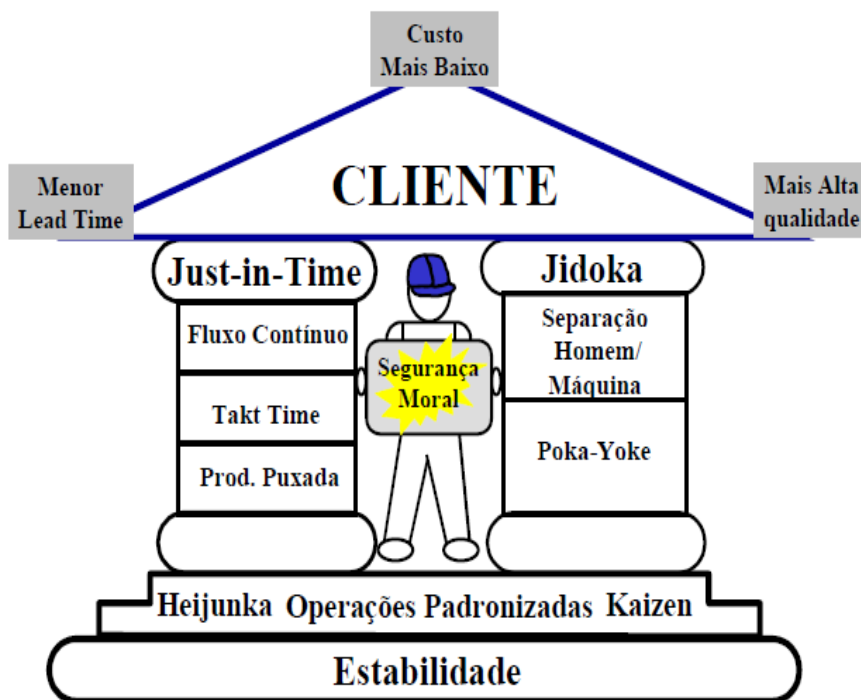 Custo
Mais Baixo
Menor
Lead Time
CLIENTE
Mais Alta
qualidade
Just-in-Time
Jidoka
Fluxo Contínuo
Takt Time
Prod. Puxada
Segurança
Moral
Separação
Homem/
Máquina
Poka-Yoke
Heijunka Operações Padronizadas Kaizen
Estabilidade